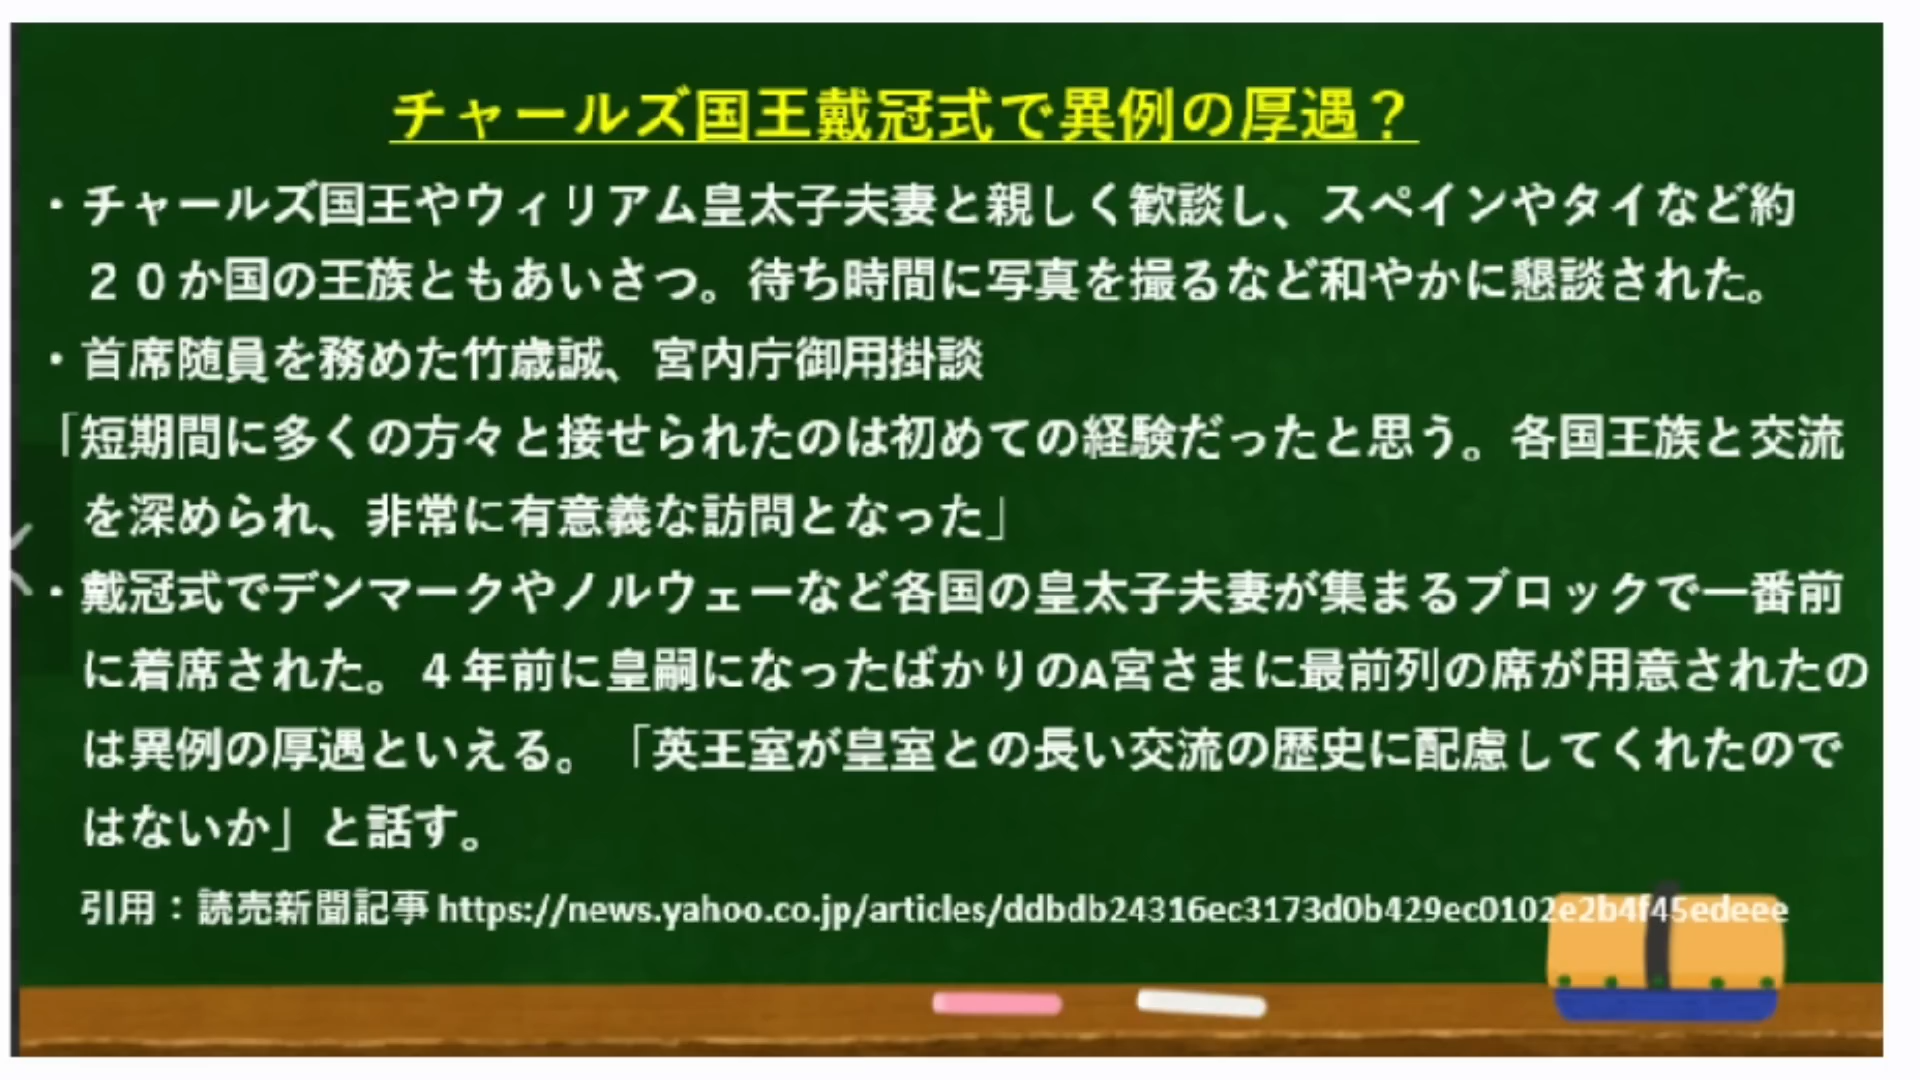 チャールズ国王戴冠式で異例の厚遇？
・チャールズ国王やウィリアム皇太子夫妻と親しく歓談し、スペインやタイなど約
２０か国の王族ともあいさつ。待ち時間に写真を撮るなど和やかに懇談された。
・首席随員を務めた竹歳誠、宮内庁御用掛談
「短期間に多くの方々と接せられたのは初めての経験だったと思う。各国王族と交流
を深められ、非常に有意義な訪問となった」
・戴冠式でデンマークやノルウェーなど各国の皇太子夫妻が集まるブロックで一番前
に着席された。４年前に皇嗣になったばかりのA宮さまに最前列の席が用意されたの
は異例の厚遇といえる。「英王室が皇室との長い交流の歴史に配慮してくれたので
はないか」と話す。
引用：読売新聞記事 https://news.yahoo.co.jp/articles/ddbdb24316ec3173d0b429ec0102e2b4f45edeee